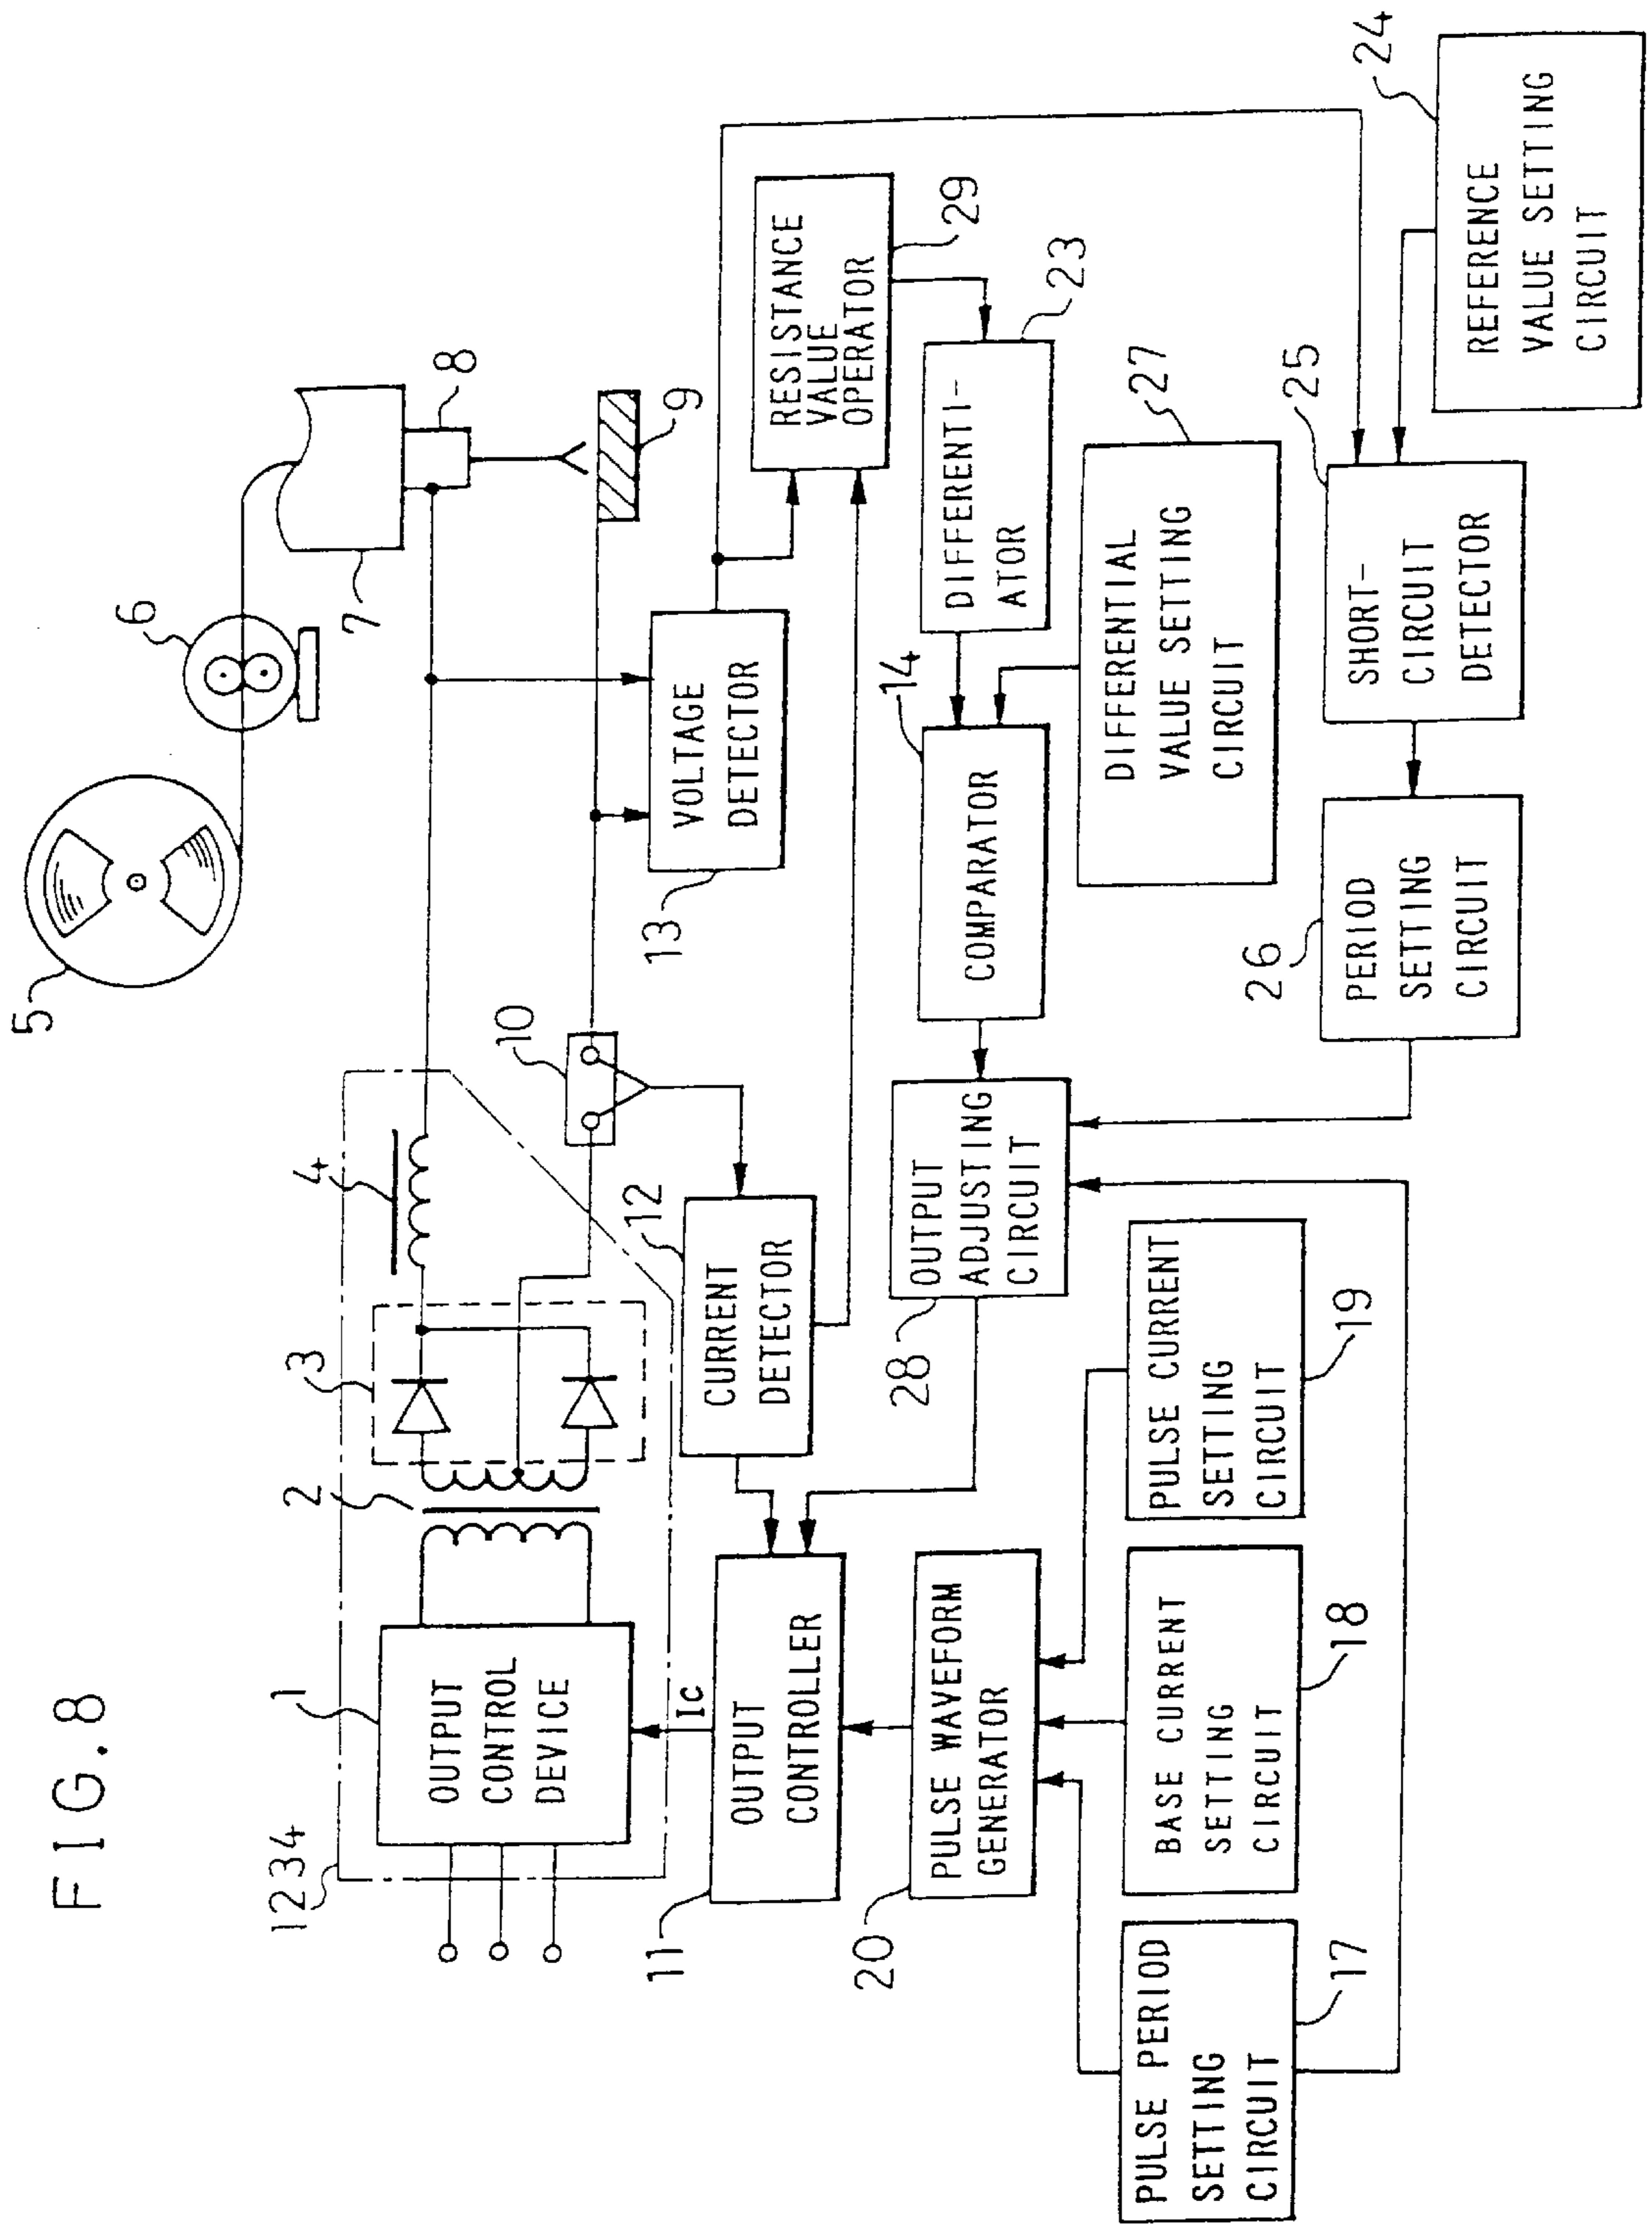 FIG.8
1234
1
2
3
4
5
6
7
8
9
10
OUTPUT
CONTROL
DEVICE
Ic
11
OUTPUT
CONTROLLER
12
CURRENT
DETECTOR
13
VOLTAGE
DETECTOR
RESISTANCE
VALUE
OPERATOR
29
20
PULSE WAVEFORM
GENERATOR
28
OUTPUT
ADJUSTING
CIRCUIT
14
COMPARATOR
DIFFERENTI-
ATOR
23
PULSE PERIOD
SETTING
CIRCUIT
17
BASE CURRENT
SETTING
CIRCUIT
18
PULSE CURRENT
SETTING
CIRCUIT
19
DIFFERENTIAL
VALUE SETTING
CIRCUIT
27
26
PERIOD
SETTING
CIRCUIT
25
SHORT-
CIRCUIT
DETECTOR
24
REFERENCE
VALUE SETTING
CIRCUIT